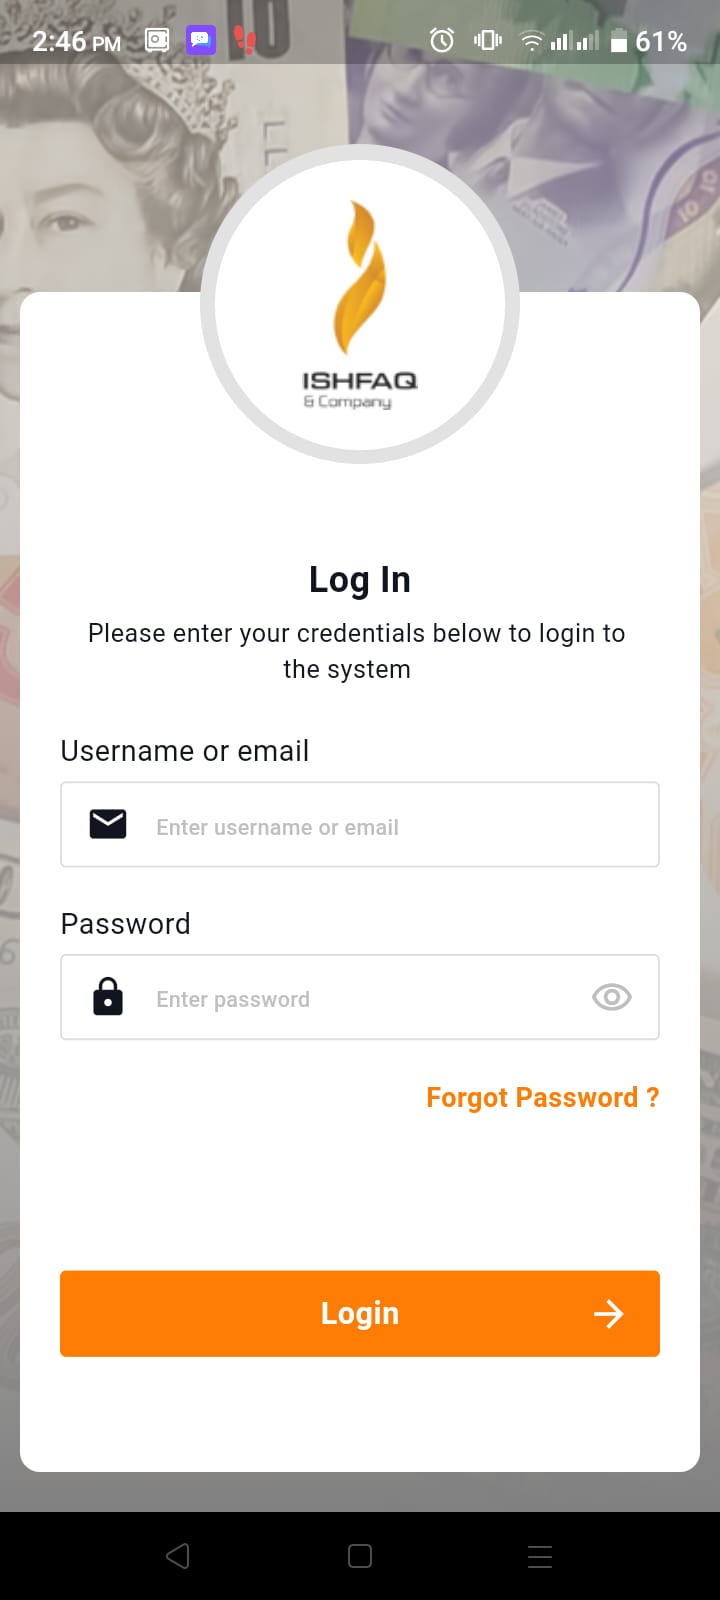 2:46 PM 61%
10
ISHFAQ
& Company
Log In
Please enter your credentials below to login to
the system
Username or email
Enter username or email
Password
Enter password
Forgot Password ?
Login